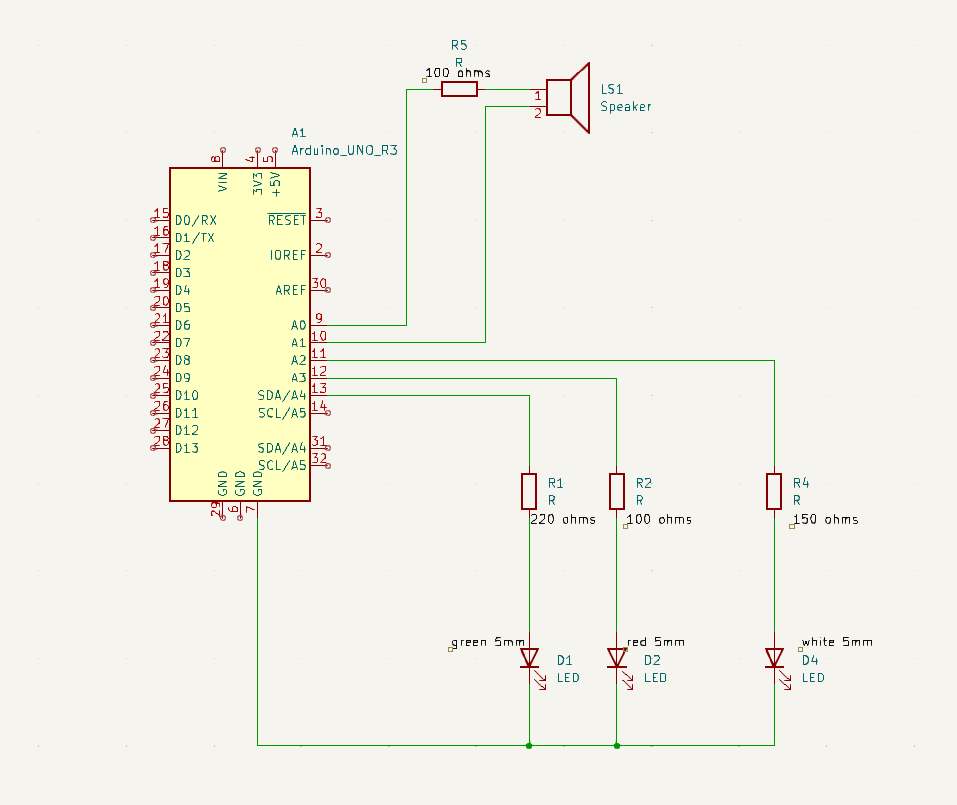 R5
R
100 ohms
1
2
LS1
Speaker
A1
Arduino_UNO_R3
8
4
5
VIN
3V3
+5V
15 D0/RX
16 D1/TX
17 D2
18 D3
19 D4
20 D5
21 D6
22 D7
23 D8
24 D9
25 D10
26 D11
27 D12
28 D13
RESET 3
IOREF 2
AREF 30
A0 9
A1 10
A2 11
A3 12
SDA/A4 13
SCL/A5 14
SDA/A4 31
SCL/A5 32
GND
GND
GND
29
6
7
R1
R
220 ohms
R2
R
100 ohms
R4
R
150 ohms
green 5mm
D1
LED
red 5mm
D2
LED
white 5mm
D4
LED